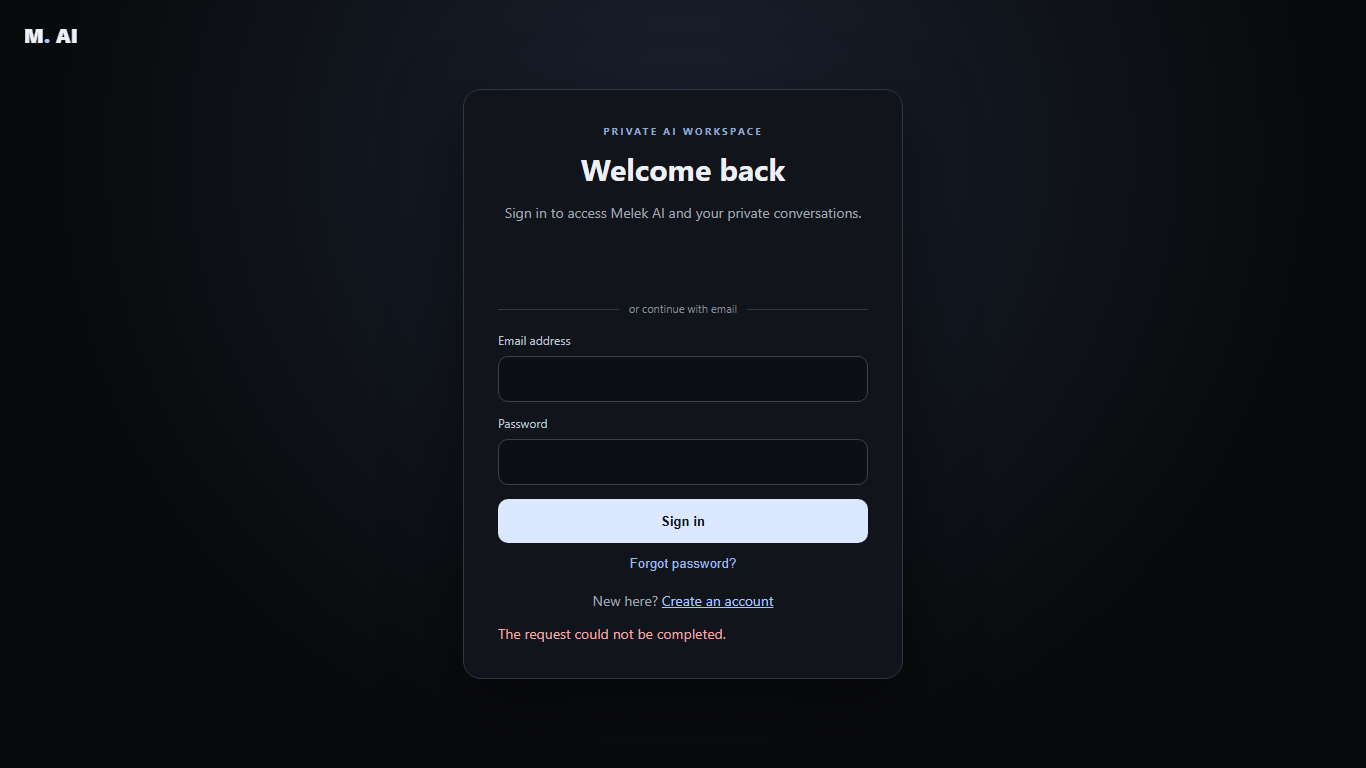 M. AI
PRIVATE AI WORKSPACE
Welcome back
Sign in to access Melek AI and your private conversations.
or continue with email
Email address
Password
Sign in
Forgot password?
New here? Create an account
The request could not be completed.